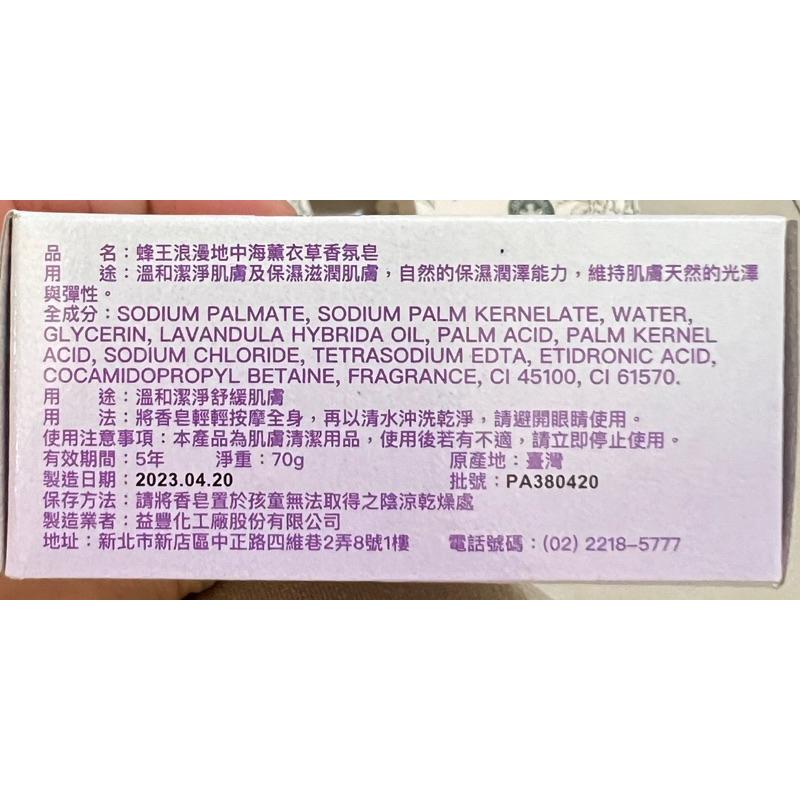 品　　名：蜂王浪漫地中海薰衣草香氛皂
用　　途：溫和潔淨肌膚及保濕滋潤肌膚，自然的保濕潤澤能力，維持肌膚天然的光澤
與彈性。
全成分：SODIUM PALMATE, SODIUM PALM KERNELATE, WATER,
GLYCERIN, LAVANDULA HYBRIDA OIL, PALM ACID, PALM KERNEL
ACID, SODIUM CHLORIDE, TETRASODIUM EDTA, ETIDRONIC ACID,
COCAMIDOPROPYL BETAINE, FRAGRANCE, CI 45100, CI 61570.
用　　途：溫和潔淨舒緩肌膚
用　　法：將香皂輕輕按摩全身，再以清水沖洗乾淨，請避開眼睛使用。
使用注意事項：本產品為肌膚清潔用品，使用後若有不適，請立即停止使用。
有效期間：5年　　淨重：70g　　原產地：臺灣
製造日期：2023.04.20　　批號：PA380420
保存方法：請將香皂置於孩童無法取得之陰涼乾燥處
製造業者：益豐化工廠股份有限公司
地址：新北市新店區中正路四維巷2弄8號1樓　　電話號碼：(02) 2218-5777